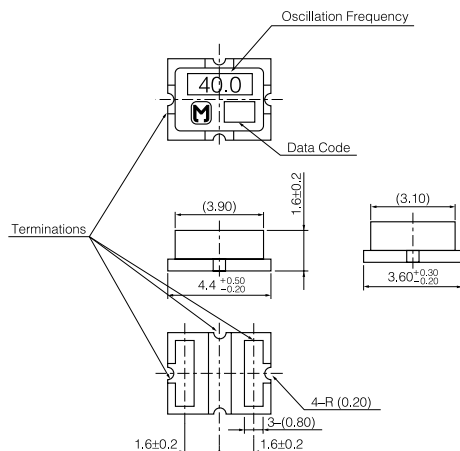 Oscillation Frequency
40.0
M
Data Code
Terminations
(3.90)
1.6±0.2
4.4 +0.50 −0.20
(3.10)
3.60 +0.30 −0.20
4–R (0.20)
3–(0.80)
1.6±0.2
1.6±0.2